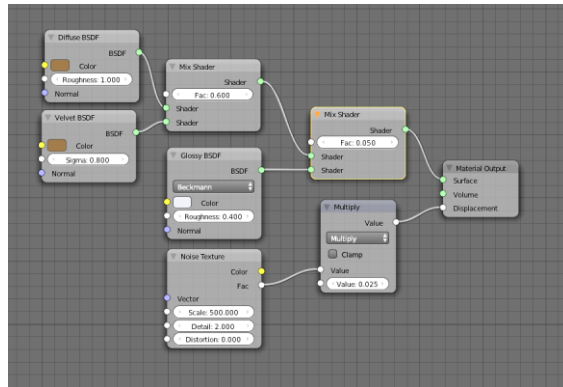 Diffuse BSDF
BSDF
Color
Roughness: 1.000
Normal
Velvet BSDF
BSDF
Color
Sigma: 0.800
Normal
Mix Shader
Shader
Fac: 0.600
Shader
Shader
Glossy BSDF
BSDF
Beckmann
Color
Roughness: 0.400
Normal
Noise Texture
Color
Fac
Vector
Scale: 500.000
Detail: 2.000
Distortion: 0.000
Mix Shader
Shader
Fac: 0.050
Shader
Shader
Multiply
Value
Multiply
Clamp
Value
Value: 0.025
Material Output
Surface
Volume
Displacement